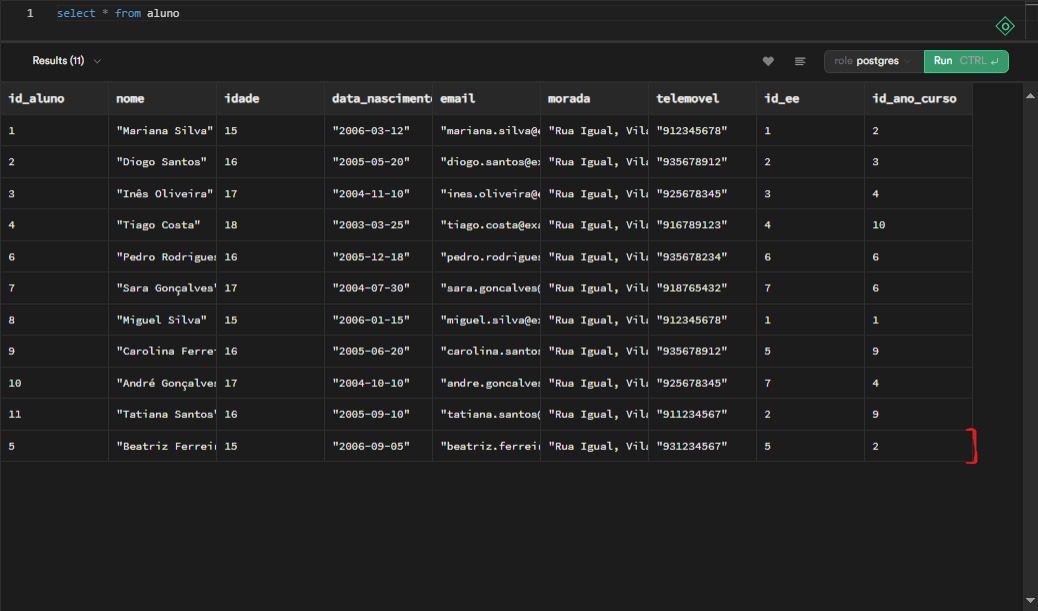 1 select * from aluno
Results (11)
role postgres Run CTRL ↵
id_aluno nome idade data_nascimento email morada telemovel id_ee id_ano_curso
1 "Mariana Silva" 15 "2006-03-12" "mariana.silva@e "Rua Igual, Vila "912345678" 1 2
2 "Diogo Santos" 16 "2005-05-20" "diogo.santos@ex "Rua Igual, Vila "935678912" 2 3
3 "Inês Oliveira" 17 "2004-11-10" "ines.oliveira@e "Rua Igual, Vila "925678345" 3 4
4 "Tiago Costa" 18 "2003-03-25" "tiago.costa@exa "Rua Igual, Vila "916789123" 4 10
6 "Pedro Rodrigues 16 "2005-12-18" "pedro.rodrigues "Rua Igual, Vila "935678234" 6 6
7 "Sara Gonçalves" 17 "2004-07-30" "sara.goncalves@ "Rua Igual, Vila "918765432" 7 6
8 "Miguel Silva" 15 "2006-01-15" "miguel.silva@ex "Rua Igual, Vila "912345678" 1 1
9 "Carolina Ferre 16 "2005-06-20" "carolina.santos "Rua Igual, Vila "935678912" 5 9
10 "André Gonçalves 17 "2004-10-10" "andre.goncalves "Rua Igual, Vila "925678345" 7 4
11 "Tatiana Santos" 16 "2005-09-10" "tatiana.santos@ "Rua Igual, Vila "911234567" 2 9
5 "Beatriz Ferrei 15 "2006-09-05" "beatriz.ferrei "Rua Igual, Vila "931234567" 5 2